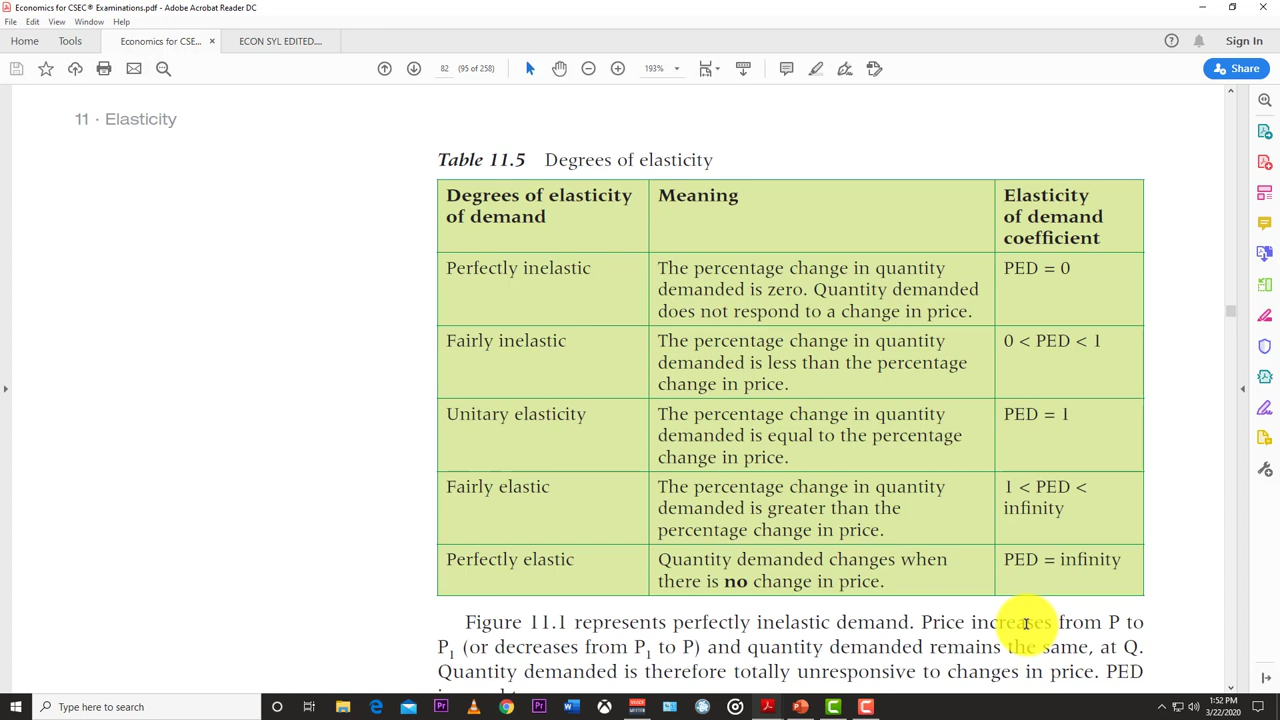 Economics for CSEC® Examinations.pdf - Adobe Acrobat Reader DC
File Edit View Window Help
Home Tools Economics for CSE... × ECON SYL EDITED.... Sign In
82 (95 of 258) 193% Share
11 · Elasticity
Table 11.5 Degrees of elasticity
Degrees of elasticity
of demand
Meaning
Elasticity
of demand
coefficient
Perfectly inelastic
The percentage change in quantity
demanded is zero. Quantity demanded
does not respond to a change in price.
PED = 0
Fairly inelastic
The percentage change in quantity
demanded is less than the percentage
change in price.
0 < PED < 1
Unitary elasticity
The percentage change in quantity
demanded is equal to the percentage
change in price.
PED = 1
Fairly elastic
The percentage change in quantity
demanded is greater than the
percentage change in price.
1 < PED <
infinity
Perfectly elastic
Quantity demanded changes when
there is no change in price.
PED = infinity
Figure 11.1 represents perfectly inelastic demand. Price increases from P to
P1 (or decreases from P1 to P) and quantity demanded remains the same, at Q.
Quantity demanded is therefore totally unresponsive to changes in price. PED
Type here to search
1:52 PM
3/22/2020